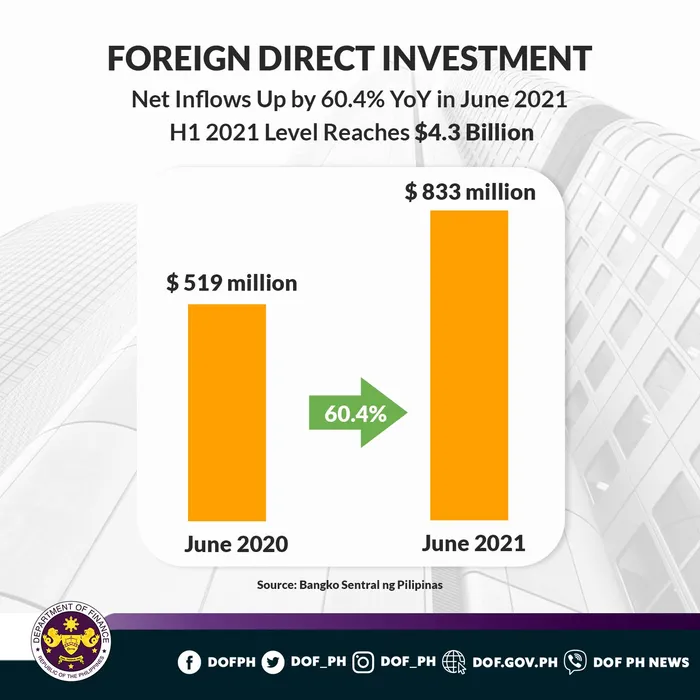 FOREIGN DIRECT INVESTMENT
Net Inflows Up by 60.4% YoY in June 2021
H1 2021 Level Reaches $4.3 Billion
$ 833 million
$ 519 million
60.4%
June 2020
June 2021
Source: Bangko Sentral ng Pilipinas
DEPARTMENT OF FINANCE
REPUBLIC OF THE PHILIPPINES
DOFPH DOF_PH DOF_PH DOF.GOV.PH DOF PH NEWS